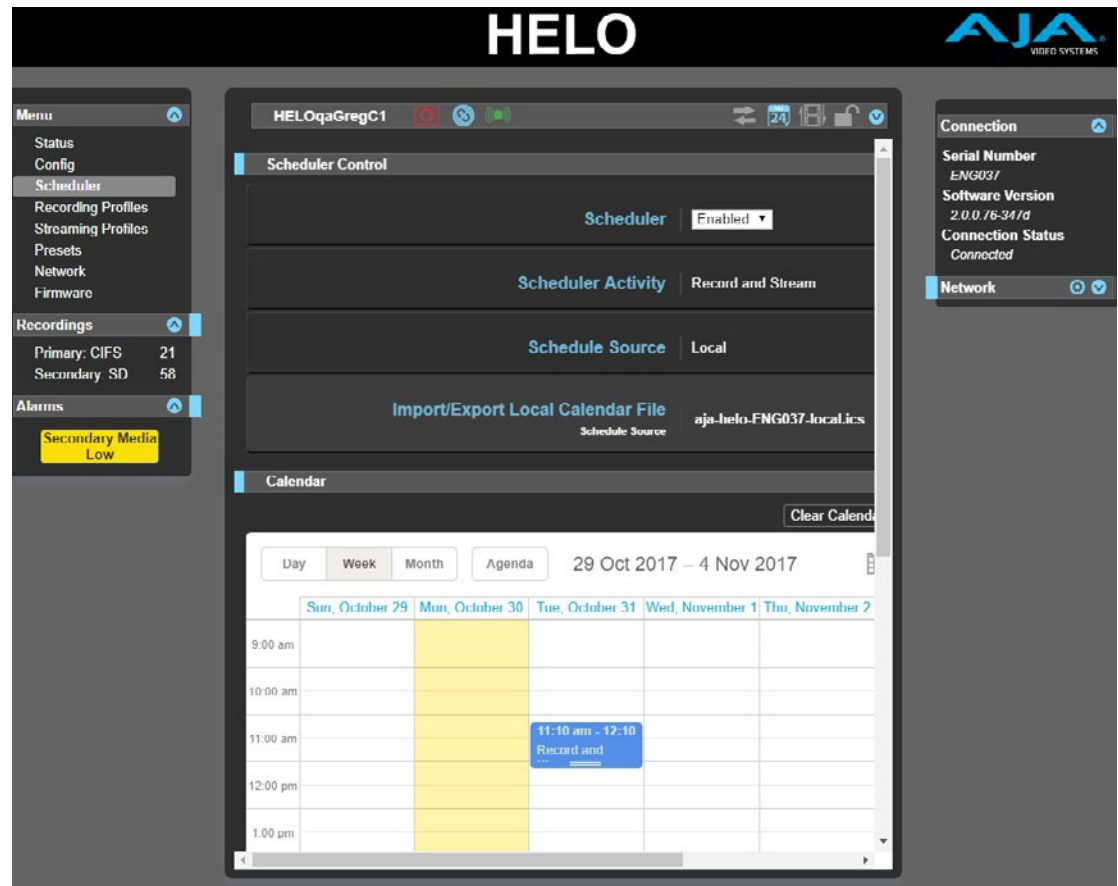 HELO
AJA
VIDEO SYSTEMS
Menu
Status
Config
Scheduler
Recording Profiles
Streaming Profiles
Presets
Network
Firmware
Recordings
Primary: CIFS 21
Secondary: SD 58
Alarms
Secondary Media
Low
HELOqaGregC1
24
Scheduler Control
Scheduler Enabled
Scheduler Activity Record and Stream
Schedule Source Local
Import/Export Local Calendar File aja-helo-ENG037-local.ics
Schedule Source
Calendar
Clear Calenda
Day Week Month Agenda 29 Oct 2017 – 4 Nov 2017
Sun, October 29 Mon, October 30 Tue, October 31 Wed, November 1 Thu, November 2
9:00 am
10:00 am
11:00 am
11:10 am - 12:10
Record and
12:00 pm
1:00 pm
Connection
Serial Number
ENG037
Software Version
2.0.0.76-347d
Connection Status
Connected
Network